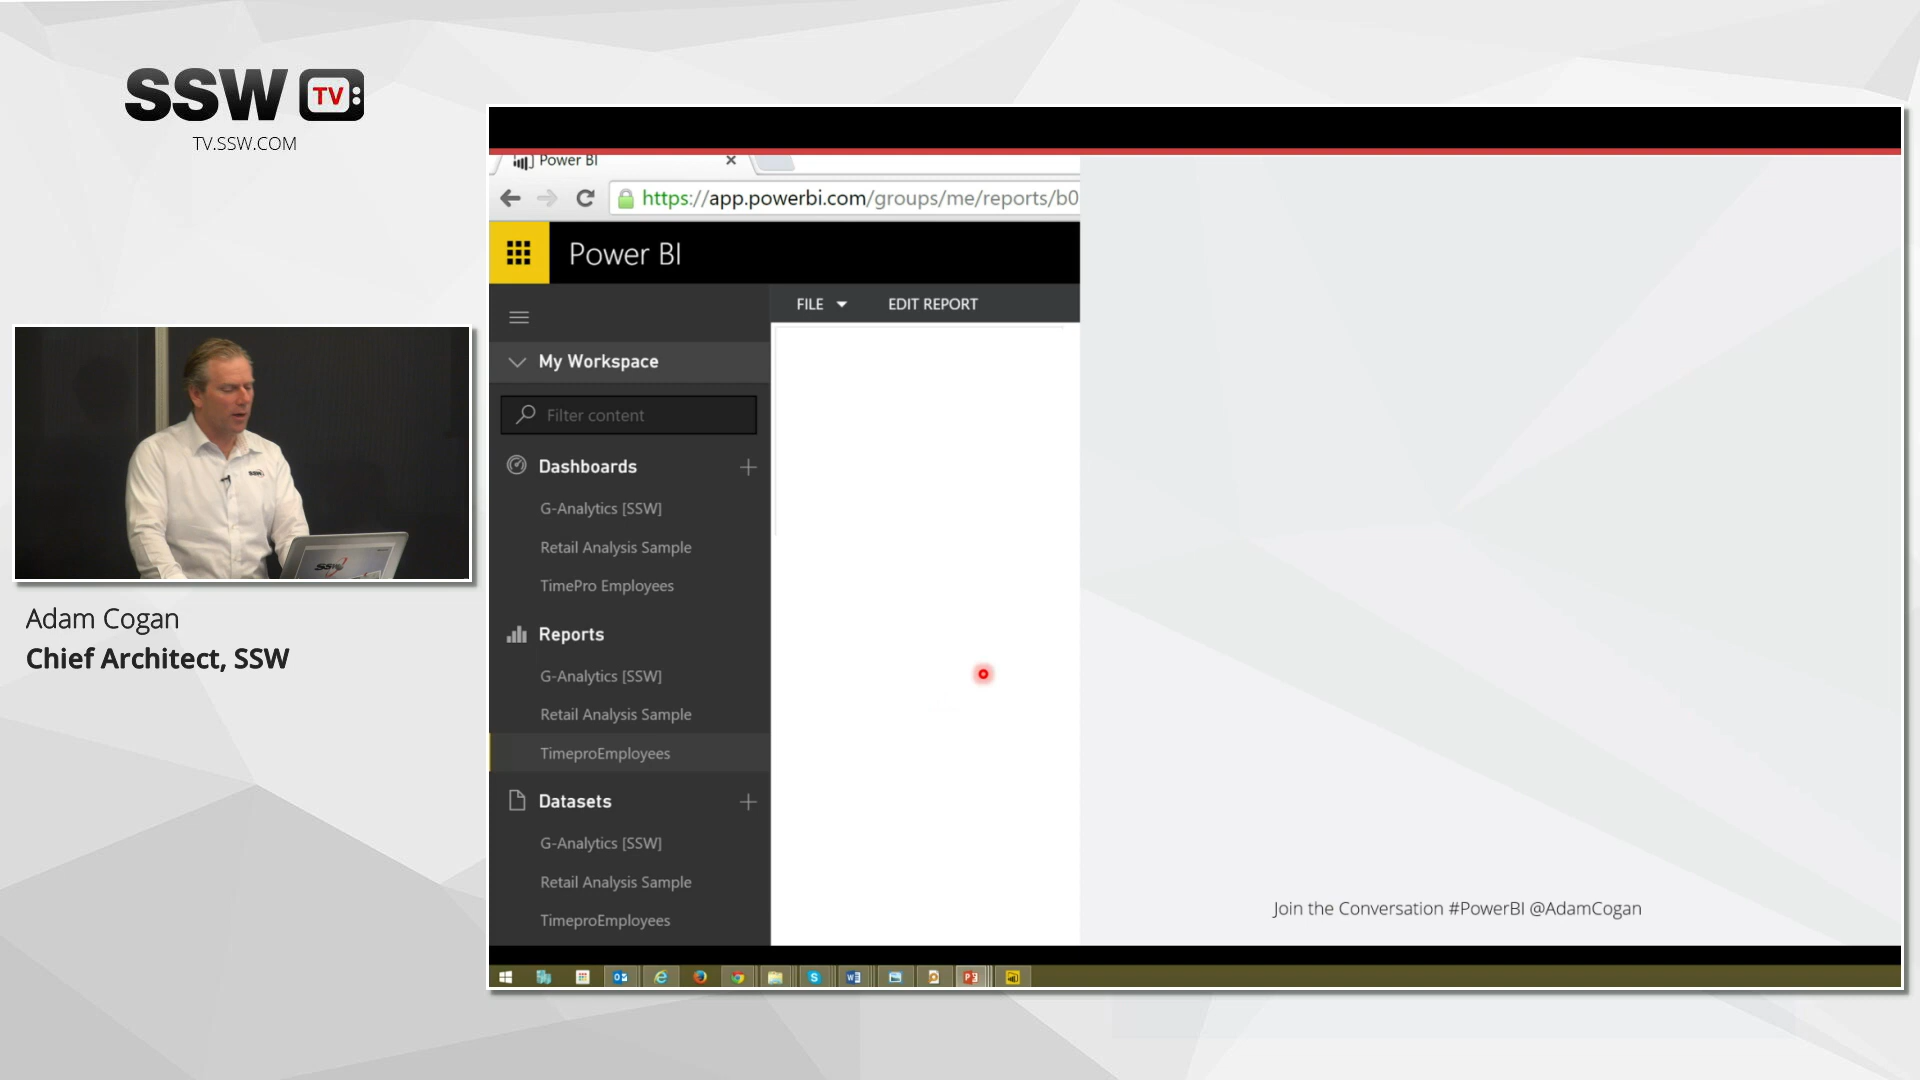 SSW TV:
TV.SSW.COM
Adam Cogan
Chief Architect, SSW
Power BI
https://app.powerbi.com/groups/me/reports/b0
Power BI
FILE
EDIT REPORT
My Workspace
Filter content
Dashboards
G-Analytics [SSW]
Retail Analysis Sample
TimePro Employees
Reports
G-Analytics [SSW]
Retail Analysis Sample
TimeproEmployees
Datasets
G-Analytics [SSW]
Retail Analysis Sample
TimeproEmployees
Join the Conversation #PowerBI @AdamCogan